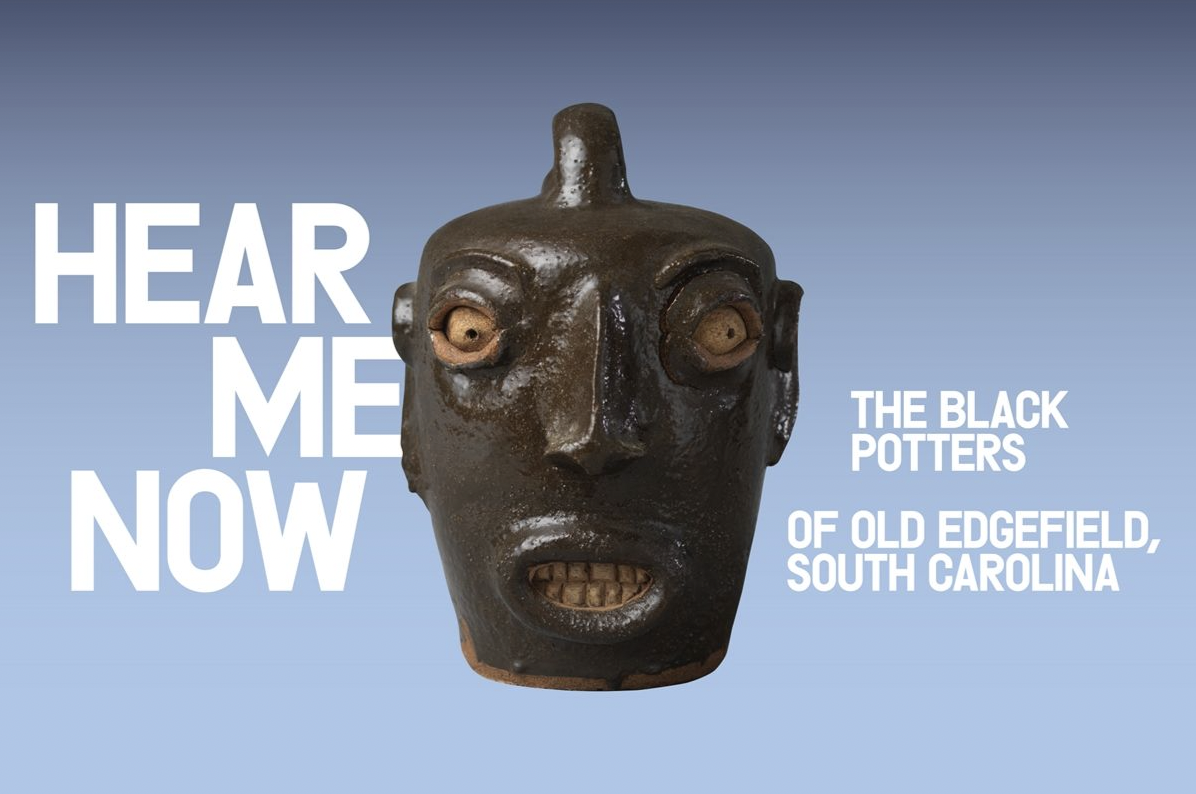 HEAR
ME
NOW
THE BLACK
POTTERS
OF OLD EDGEFIELD,
SOUTH CAROLINA